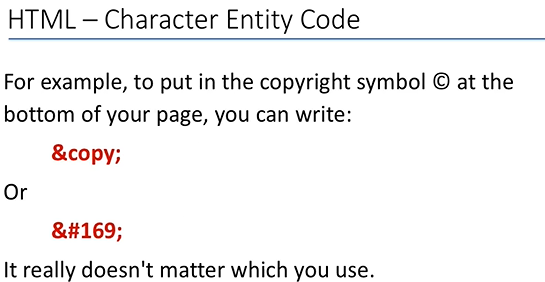 HTML – Character Entity Code
For example, to put in the copyright symbol © at the
bottom of your page, you can write:
&copy;
Or
&#169;
It really doesn't matter which you use.